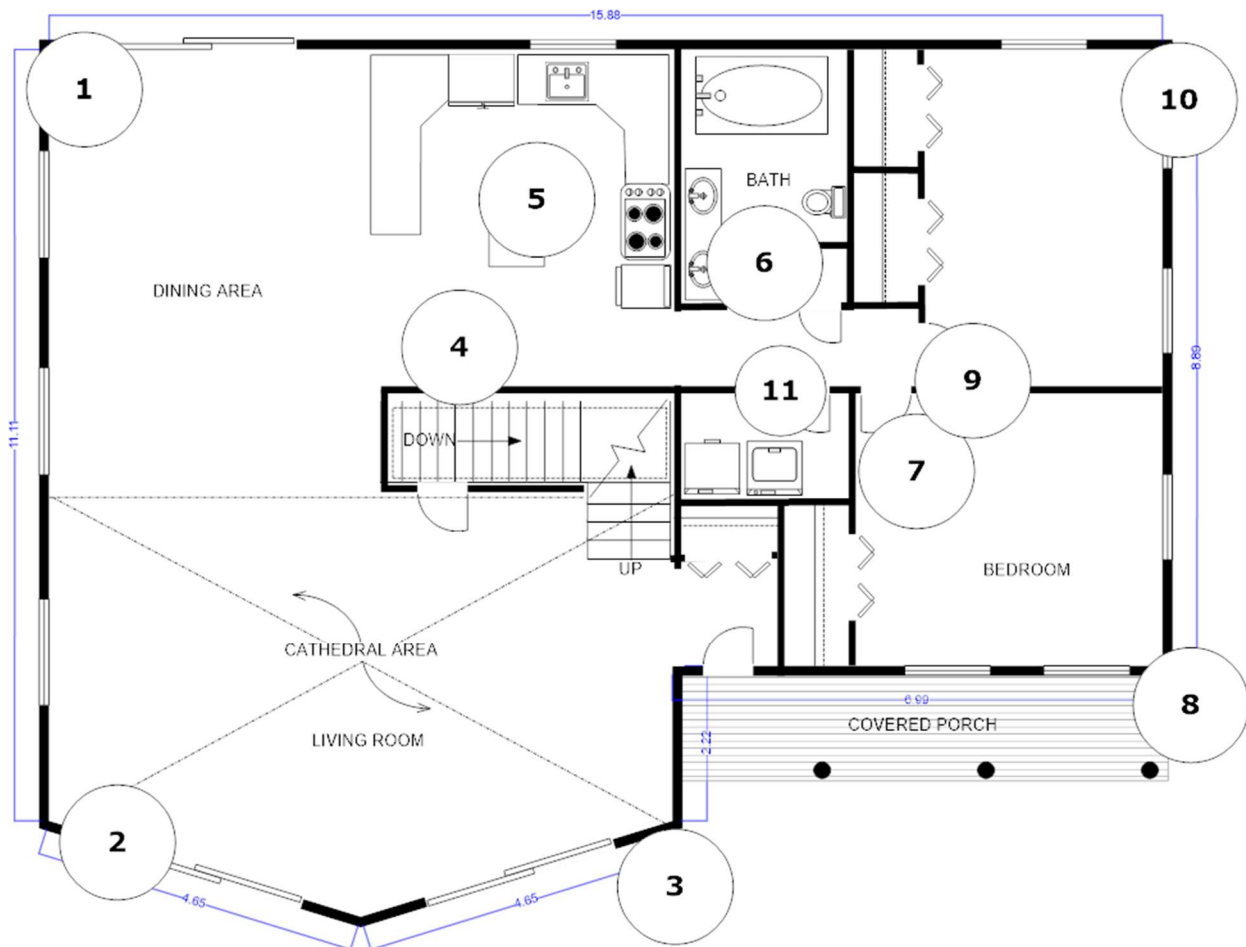 15.88
1
10
5
BATH
6
DINING AREA
4
11
9
8.89
11.11
DOWN
7
UP
BEDROOM
CATHEDRAL AREA
6.99
8
COVERED PORCH
LIVING ROOM
2.22
2
3
4.65
4.65